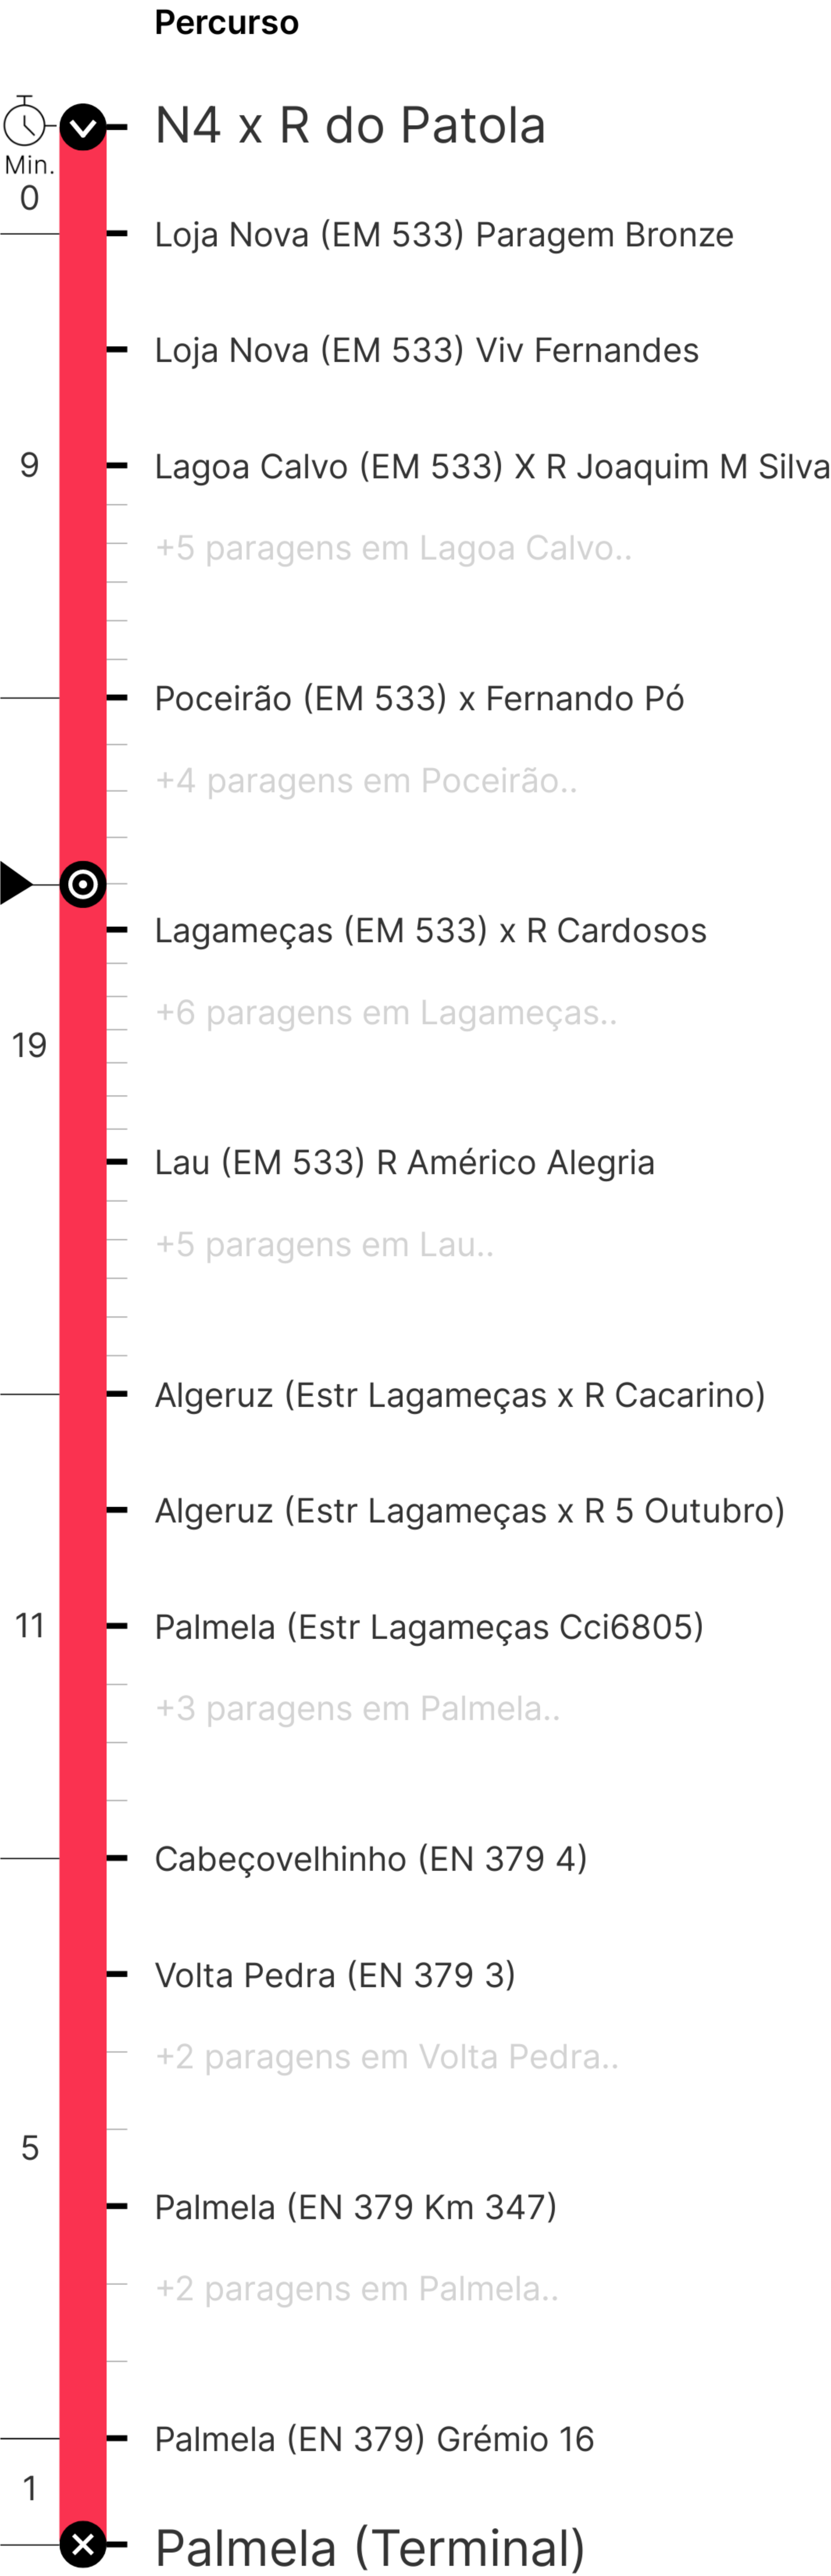 Percurso
N4 x R do Patola
Min.
0
Loja Nova (EM 533) Paragem Bronze
Loja Nova (EM 533) Viv Fernandes
9
Lagoa Calvo (EM 533) X R Joaquim M Silva
+5 paragens em Lagoa Calvo..
Poceirão (EM 533) x Fernando Pó
+4 paragens em Poceirão..
Lagameças (EM 533) x R Cardosos
+6 paragens em Lagameças..
19
Lau (EM 533) R Américo Alegria
+5 paragens em Lau..
Algeruz (Estr Lagameças x R Cacarino)
Algeruz (Estr Lagameças x R 5 Outubro)
11
Palmela (Estr Lagameças Cci6805)
+3 paragens em Palmela..
Cabeçovelhinho (EN 379 4)
Volta Pedra (EN 379 3)
+2 paragens em Volta Pedra..
5
Palmela (EN 379 Km 347)
+2 paragens em Palmela..
Palmela (EN 379) Grémio 16
1
Palmela (Terminal)